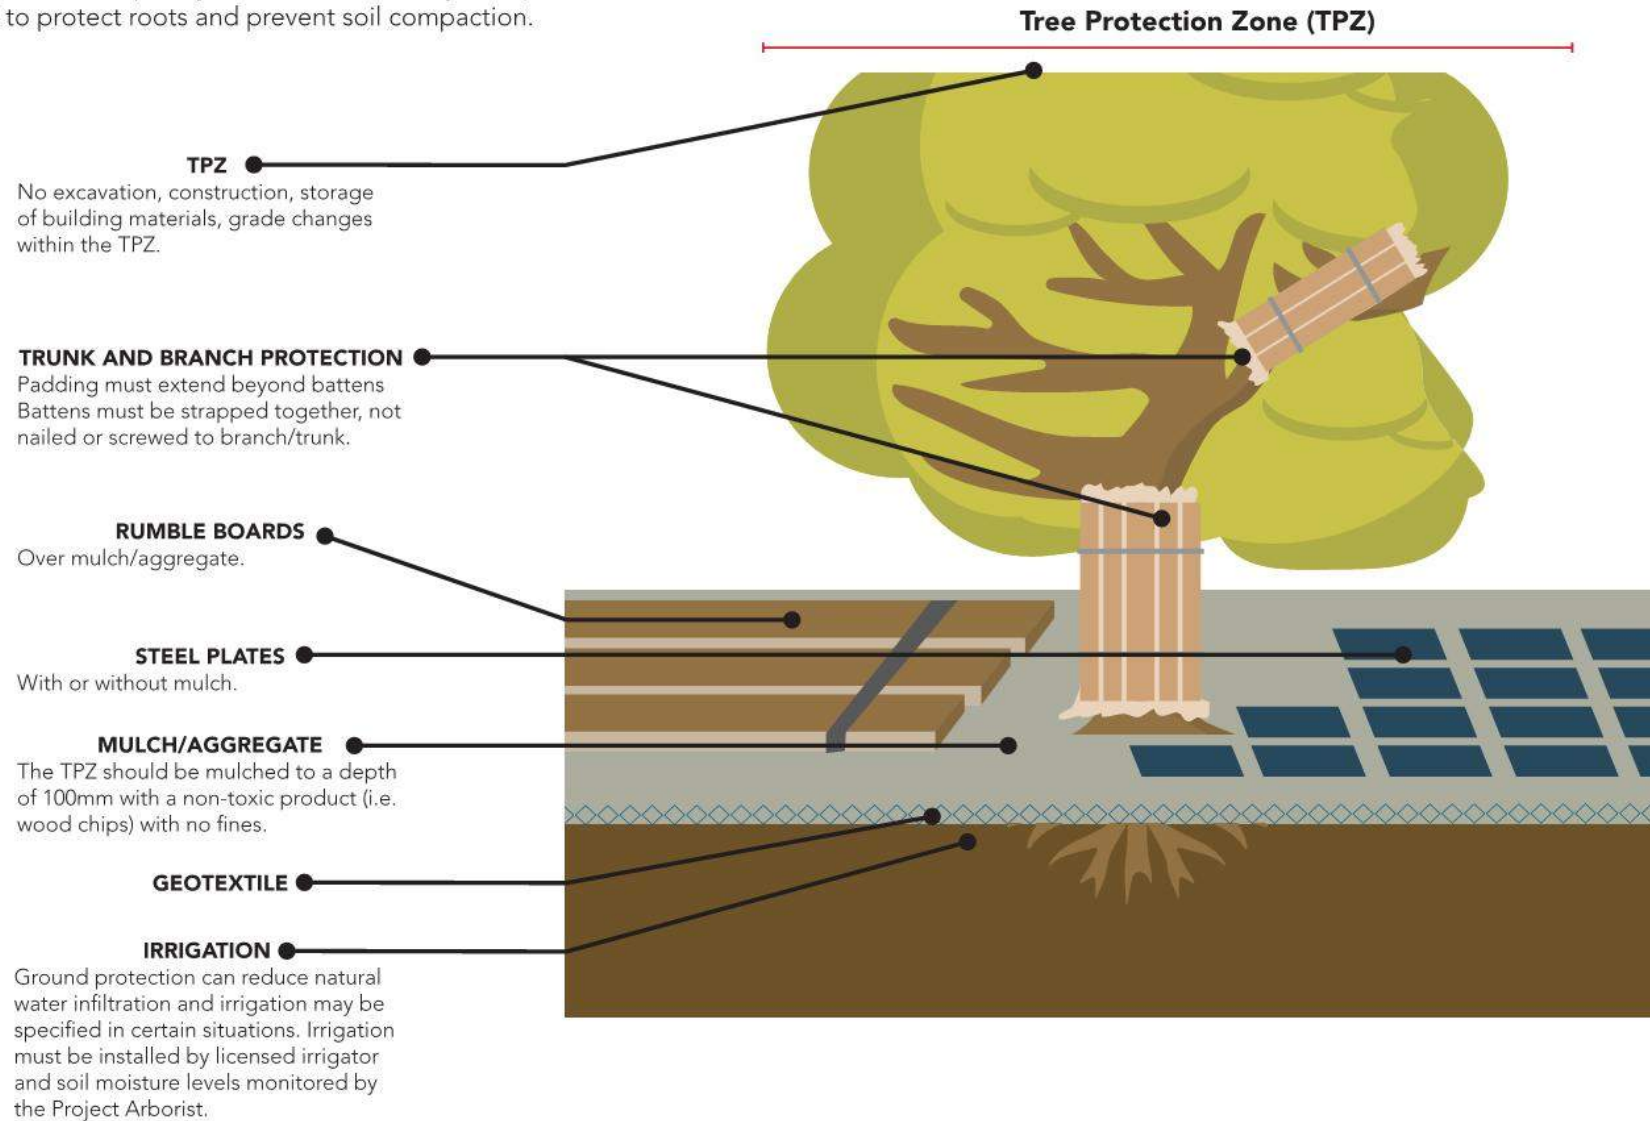 to protect roots and prevent soil compaction.
Tree Protection Zone (TPZ)
TPZ
No excavation, construction, storage
of building materials, grade changes
within the TPZ.
TRUNK AND BRANCH PROTECTION
Padding must extend beyond battens
Battens must be strapped together, not
nailed or screwed to branch/trunk.
RUMBLE BOARDS
Over mulch/aggregate.
STEEL PLATES
With or without mulch.
MULCH/AGGREGATE
The TPZ should be mulched to a depth
of 100mm with a non-toxic product (i.e.
wood chips) with no fines.
GEOTEXTILE
IRRIGATION
Ground protection can reduce natural
water infiltration and irrigation may be
specified in certain situations. Irrigation
must be installed by licensed irrigator
and soil moisture levels monitored by
the Project Arborist.